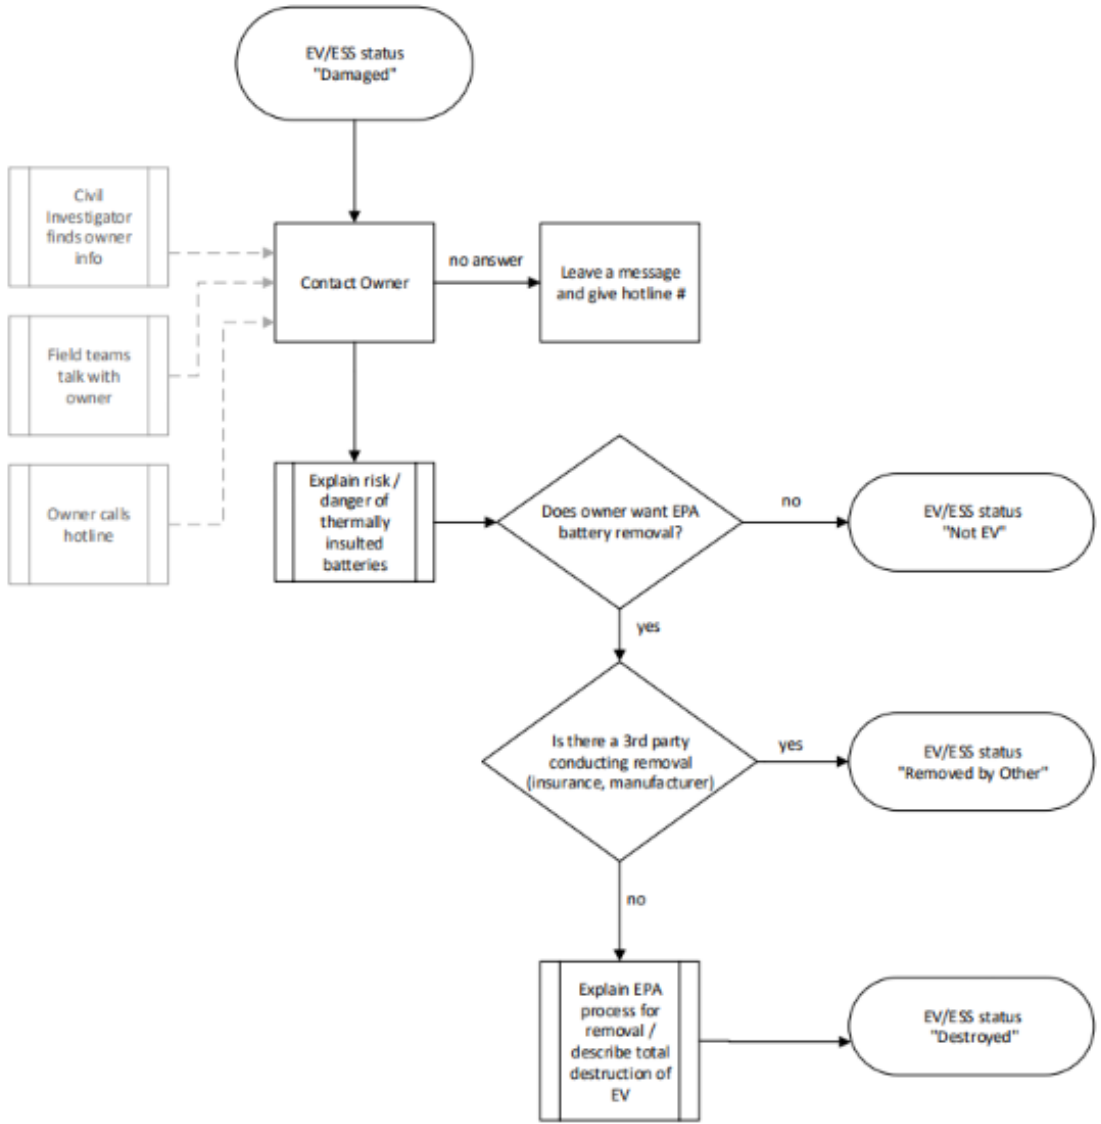 EV/ESS status
"Damaged"
Civil
Investigator
finds owner
info
Contact Owner
no answer
Leave a message
and give hotline #
Field teams
talk with
owner
Owner calls
hotline
Explain risk /
danger of
thermally
insulted
batteries
Does owner want EPA
battery removal?
no
EV/ESS status
"Not EV"
yes
Is there a 3rd party
conducting removal
(insurance, manufacturer)
yes
EV/ESS status
"Removed by Other"
no
Explain EPA
process for
removal /
describe total
destruction of
EV
EV/ESS status
"Destroyed"